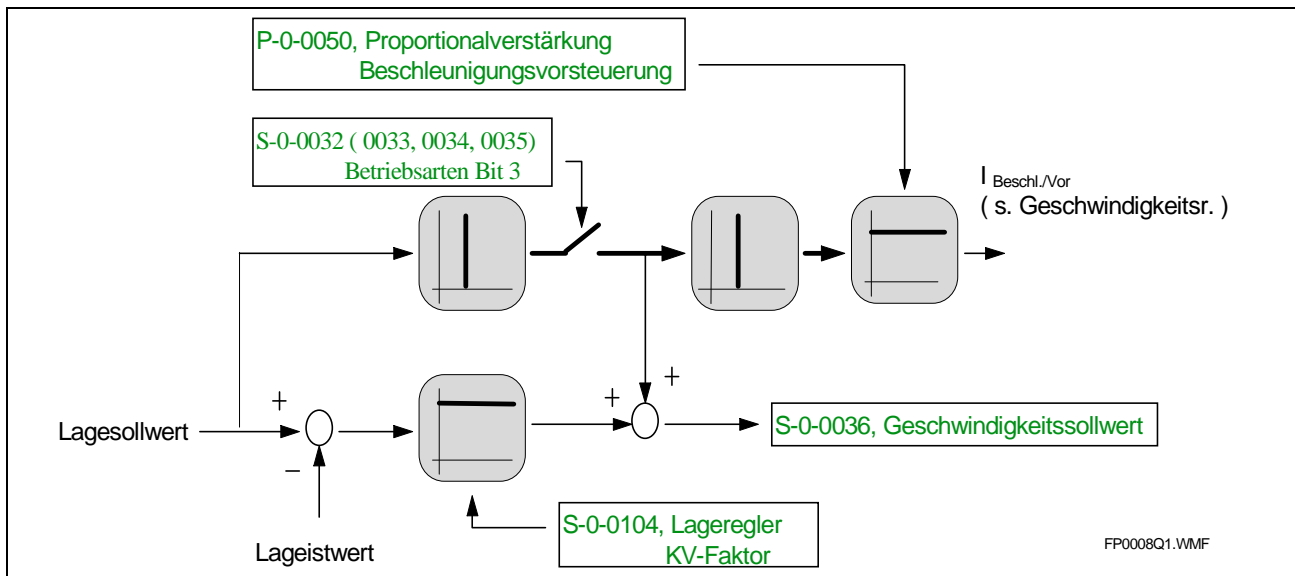 P-0-0050, Proportionalverstärkung
Beschleunigungsvorsteuerung
S-0-0032 ( 0033, 0034, 0035)
Betriebsarten Bit 3
I Beschl./Vor
( s. Geschwindigkeitsr. )
+
+
+
Lagesollwert
S-0-0036, Geschwindigkeitssollwert
−
S-0-0104, Lageregler
KV-Faktor
Lageistwert
FP0008Q1.WMF